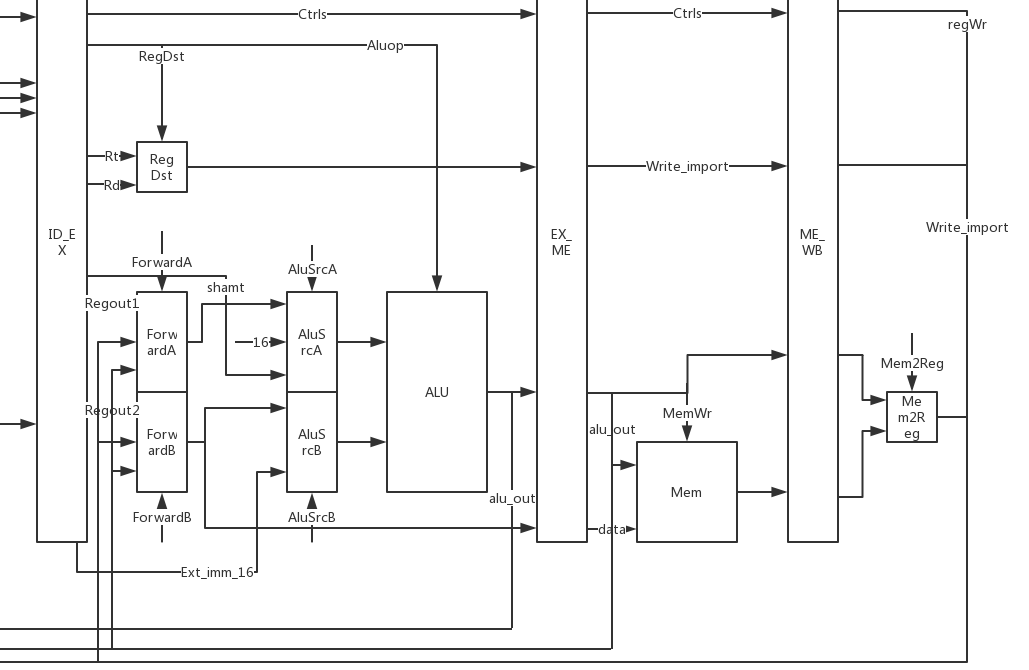 Ctrls
Ctrls
regWr
Aluop
RegDst
Rt
Reg
Dst
Write_import
Rd
Write_import
ID_E
X
EX_
ME
ME_
WB
ForwardA
AluSrcA
shamt
Regout1
Forw
ardA
16
AluS
rcA
Mem2Reg
ALU
Me
m2R
eg
Regout2
MemWr
alu_out
Forw
ardB
AluS
rcB
Mem
alu_out
ForwardB
AluSrcB
data
Ext_imm_16